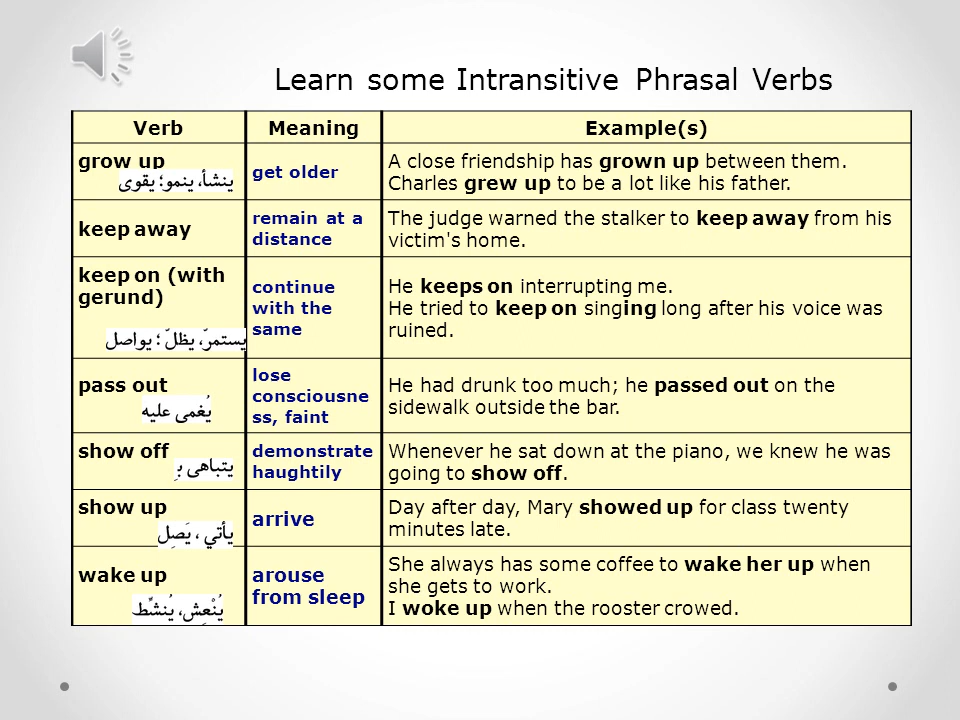 Learn some Intransitive Phrasal Verbs
Verb
Meaning
Example(s)
grow up
ينشأ، ينمو؛ يقوى
get older
A close friendship has grown up between them.
Charles grew up to be a lot like his father.
keep away
remain at a
distance
The judge warned the stalker to keep away from his
victim's home.
keep on (with
gerund)
يستمرّ، يظلّ ؛ يواصل
continue
with the
same
He keeps on interrupting me.
He tried to keep on singing long after his voice was
ruined.
pass out
يُغمى عليه
lose
consciousne
ss, faint
He had drunk too much; he passed out on the
sidewalk outside the bar.
show off
يتباهى بِ
demonstrate
haughtily
Whenever he sat down at the piano, we knew he was
going to show off.
show up
يأتي ، يَصِل
arrive
Day after day, Mary showed up for class twenty
minutes late.
wake up
يُنْعِش، يُنشِّط
arouse
from sleep
She always has some coffee to wake her up when
she gets to work.
I woke up when the rooster crowed.